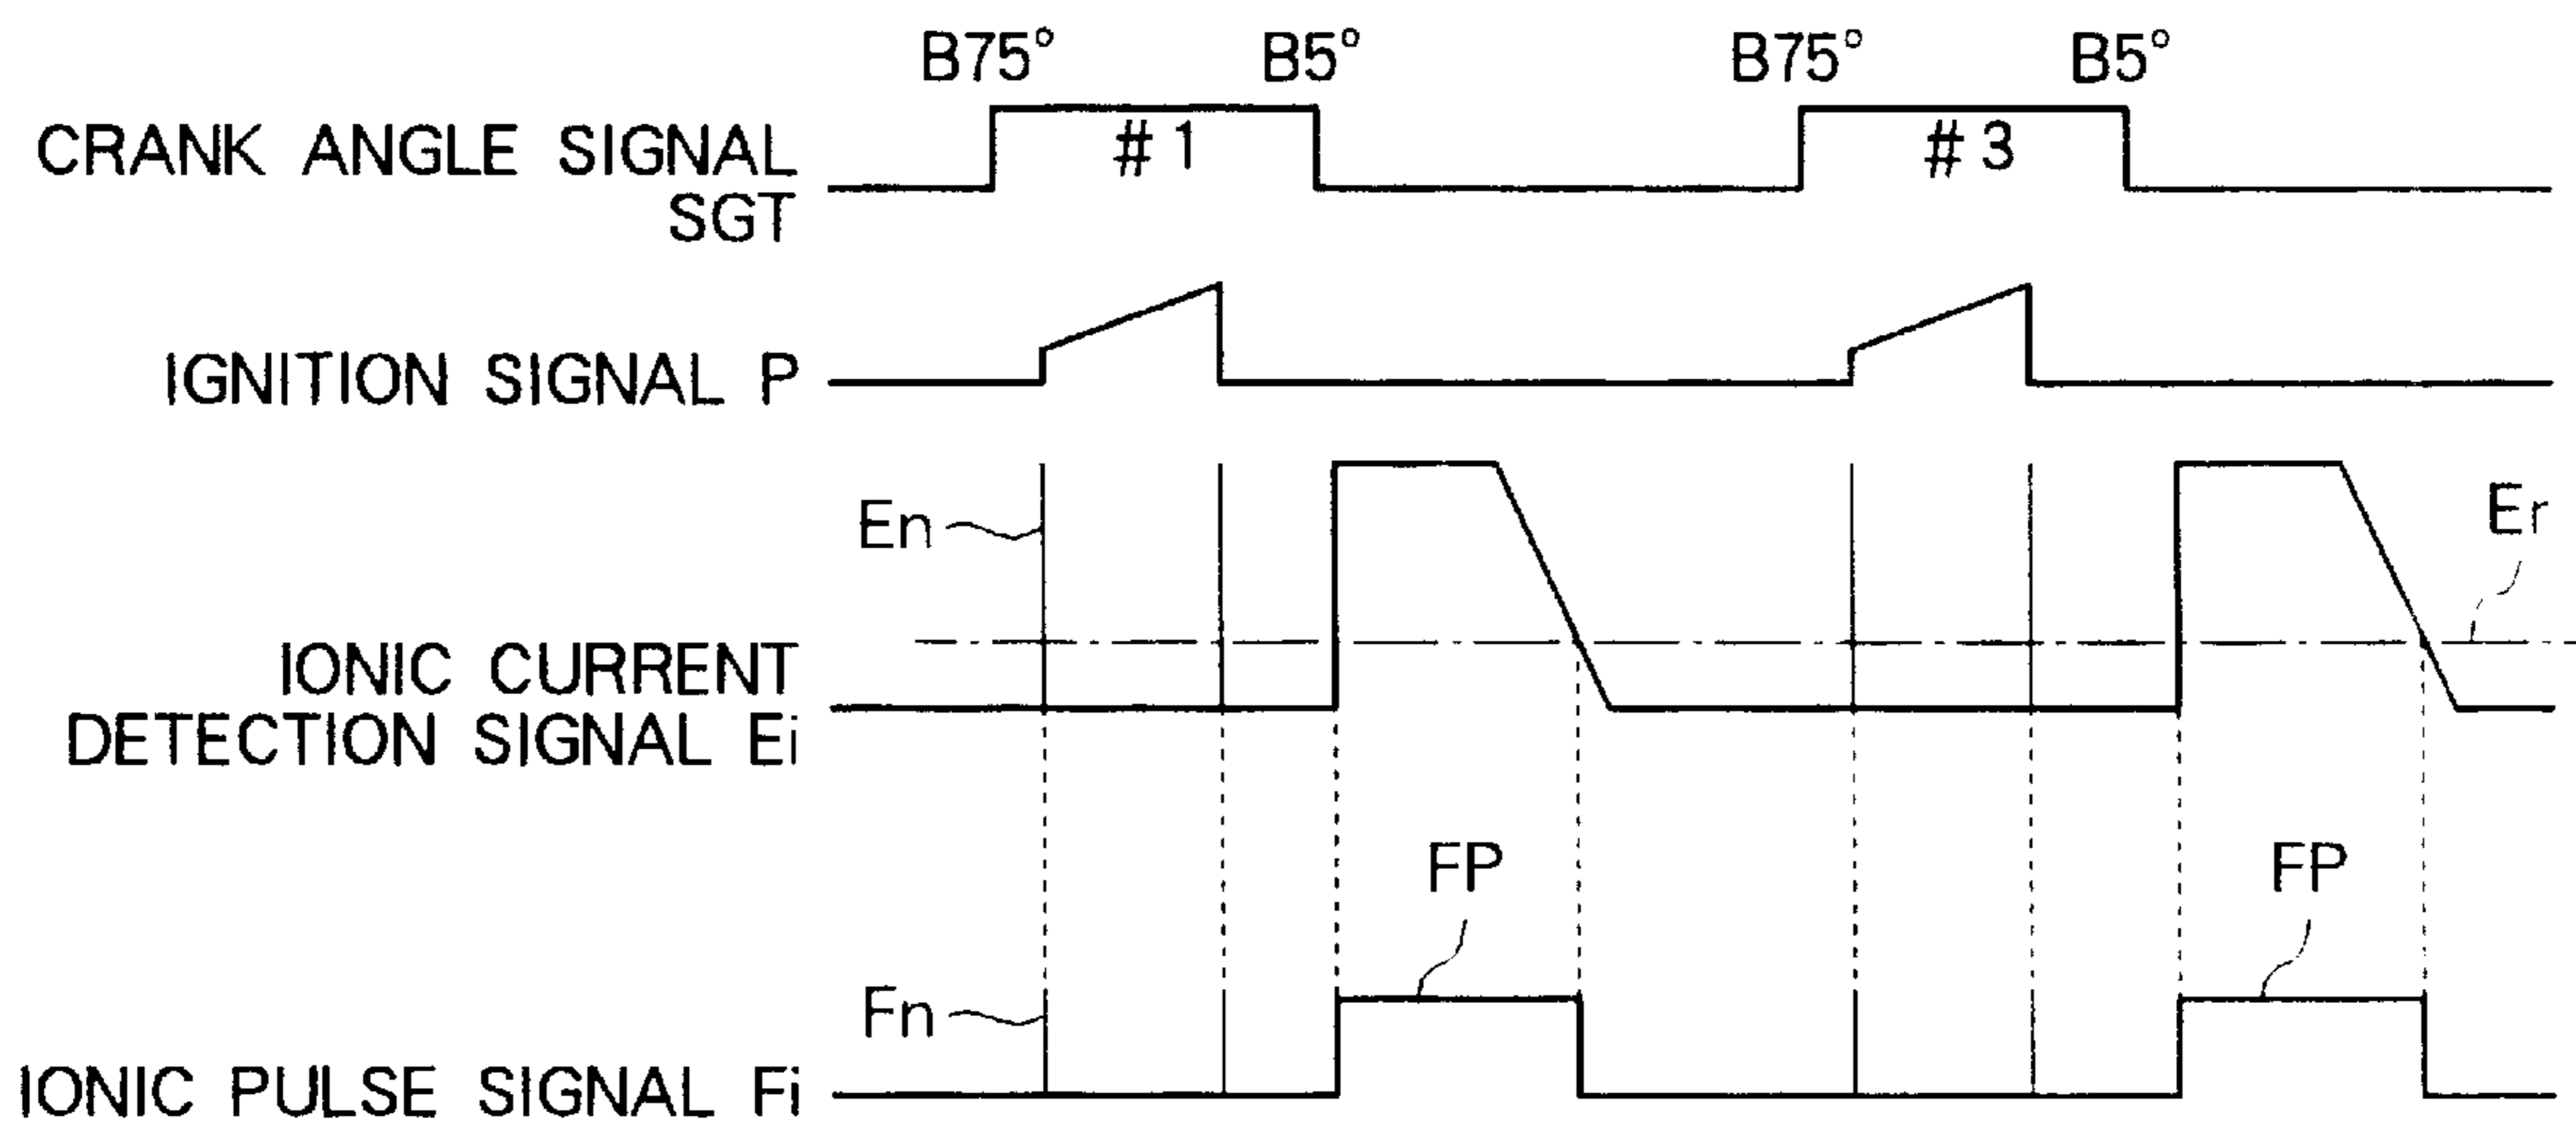 B75° B5° B75° B5°
CRANK ANGLE SIGNAL
SGT
#1 #3
IGNITION SIGNAL P
En
Er
IONIC CURRENT
DETECTION SIGNAL Ei
FP FP
Fn
IONIC PULSE SIGNAL Fi